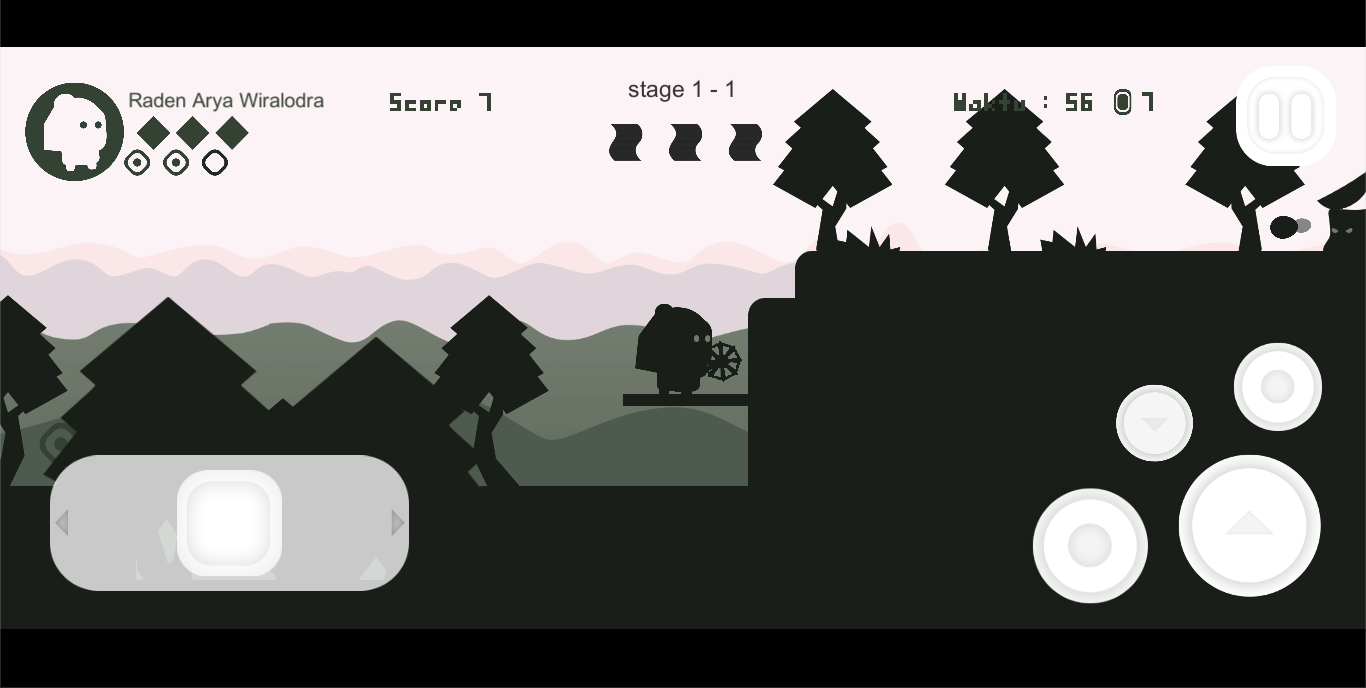 Raden Arya Wiralodra
Score 7
stage 1 - 1
Waktu : 56
7